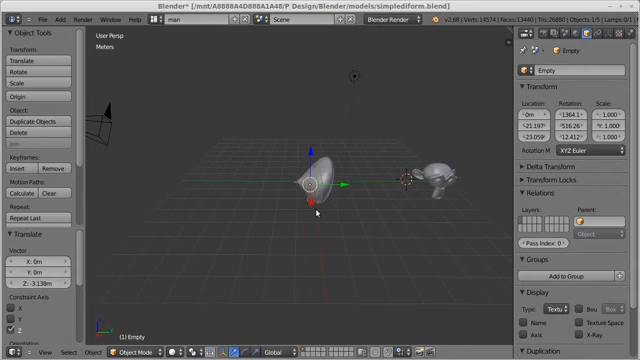 Blender* [/mnt/A8888A4D888A1A48/P Design/Blender/models/simplediform.blend]
File Render Window Help
man
Scene
Blender Render
v2.68 | Verts:14574 | Faces:13440 | Tris:26880 | Objects:1/5 | Lamps:0/1
Object Tools
Transform:
Translate
Rotate
Scale
Origin
Object:
Duplicate Objects
Delete
Join
Keyframes:
Insert
Remove
Motion Paths:
Calculate
Clear
Repeat:
Repeat Last
Translate
Vector
X: 0m
Y: 0m
Z: -3.138m
Constraint Axis
X
Y
Z
Orientation
User Persp
Meters
(1) Empty
View Select Object
Object Mode
Global
Empty
Empty
Transform
Location: Rotation: Scale:
0m 1364.1 X: 1.000
-21.197 516.26 Y: 1.000
-23.059 12.412 Z: 1.000
Rotation M XYZ Euler
Delta Transform
Transform Locks
Relations
Layers: Parent:
Object
Pass Index: 0
Groups
Add to Group
Display
Type: Textu Bou Box
Name Texture Space
Axis X-Ray
Duplication